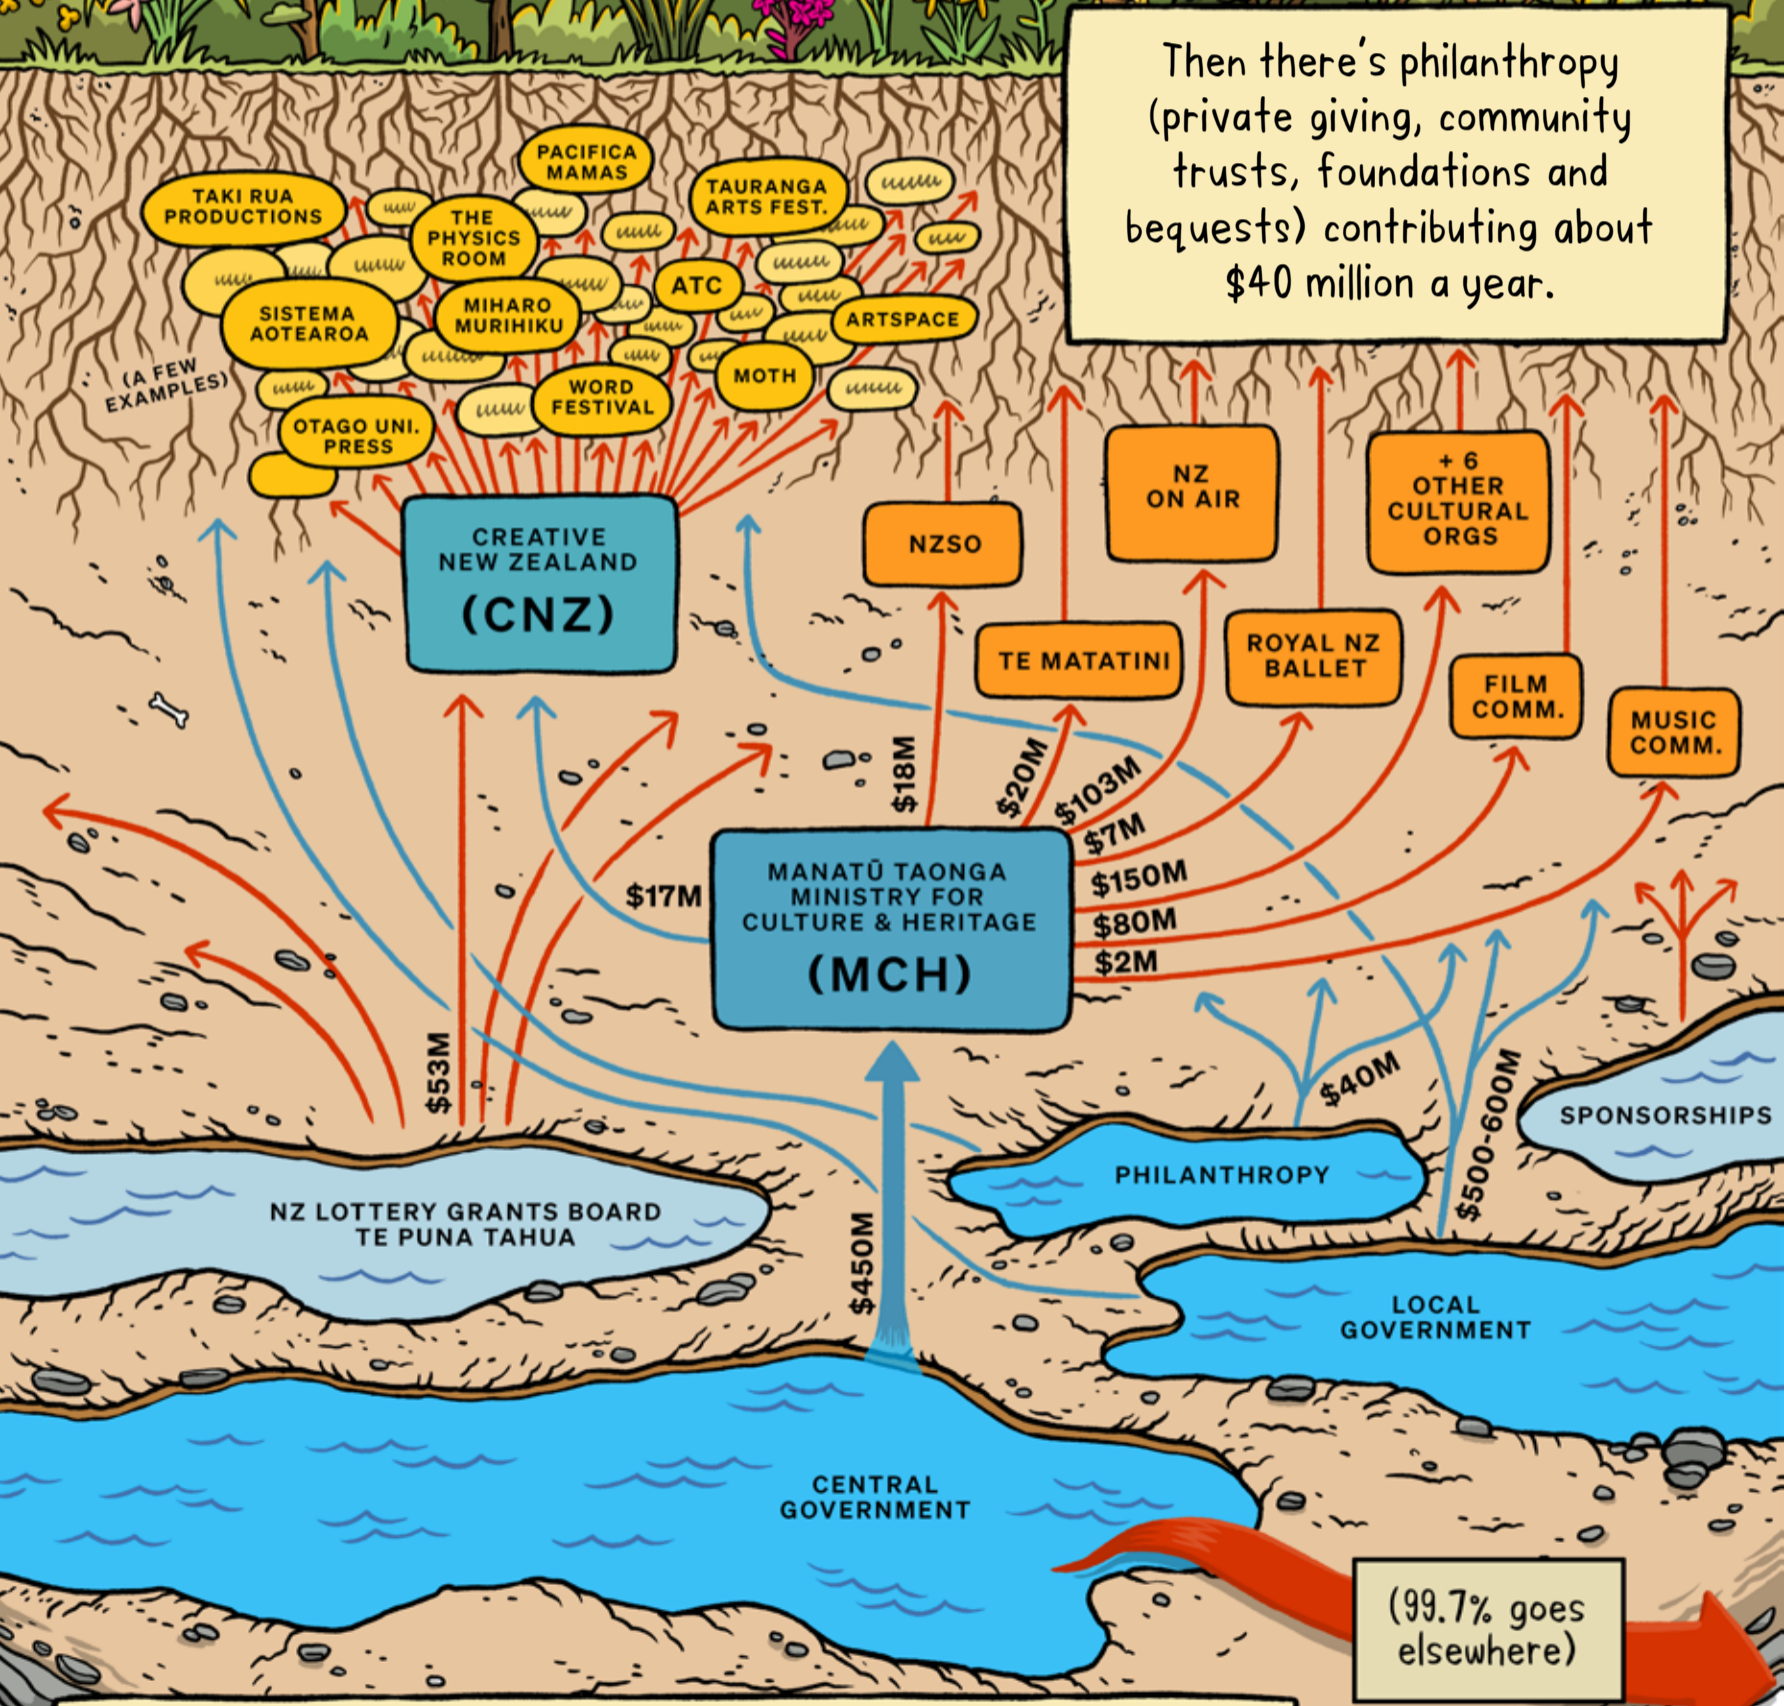 Then there's philanthropy
(private giving, community
trusts, foundations and
bequests) contributing about
$40 million a year.
PACIFICA
MAMAS
TAKI RUA
PRODUCTIONS
THE
PHYSICS
ROOM
TAURANGA
ARTS FEST.
ATC
SISTEMA
AOTEAROA
MIHARO
MURIHIKU
ARTSPACE
(A FEW
EXAMPLES)
WORD
FESTIVAL
MOTH
OTAGO UNI.
PRESS
CREATIVE
NEW ZEALAND
(CNZ)
NZSO
NZ
ON AIR
+ 6
OTHER
CULTURAL
ORGS
TE MATATINI
ROYAL NZ
BALLET
FILM
COMM.
MUSIC
COMM.
$18M
$20M
$103M
$7M
$150M
$80M
$2M
$17M
MANATŪ TAONGA
MINISTRY FOR
CULTURE & HERITAGE
(MCH)
$53M
$450M
$40M
$500-600M
SPONSORSHIPS
PHILANTHROPY
NZ LOTTERY GRANTS BOARD
TE PUNA TAHUA
LOCAL
GOVERNMENT
CENTRAL
GOVERNMENT
(99.7% goes
elsewhere)